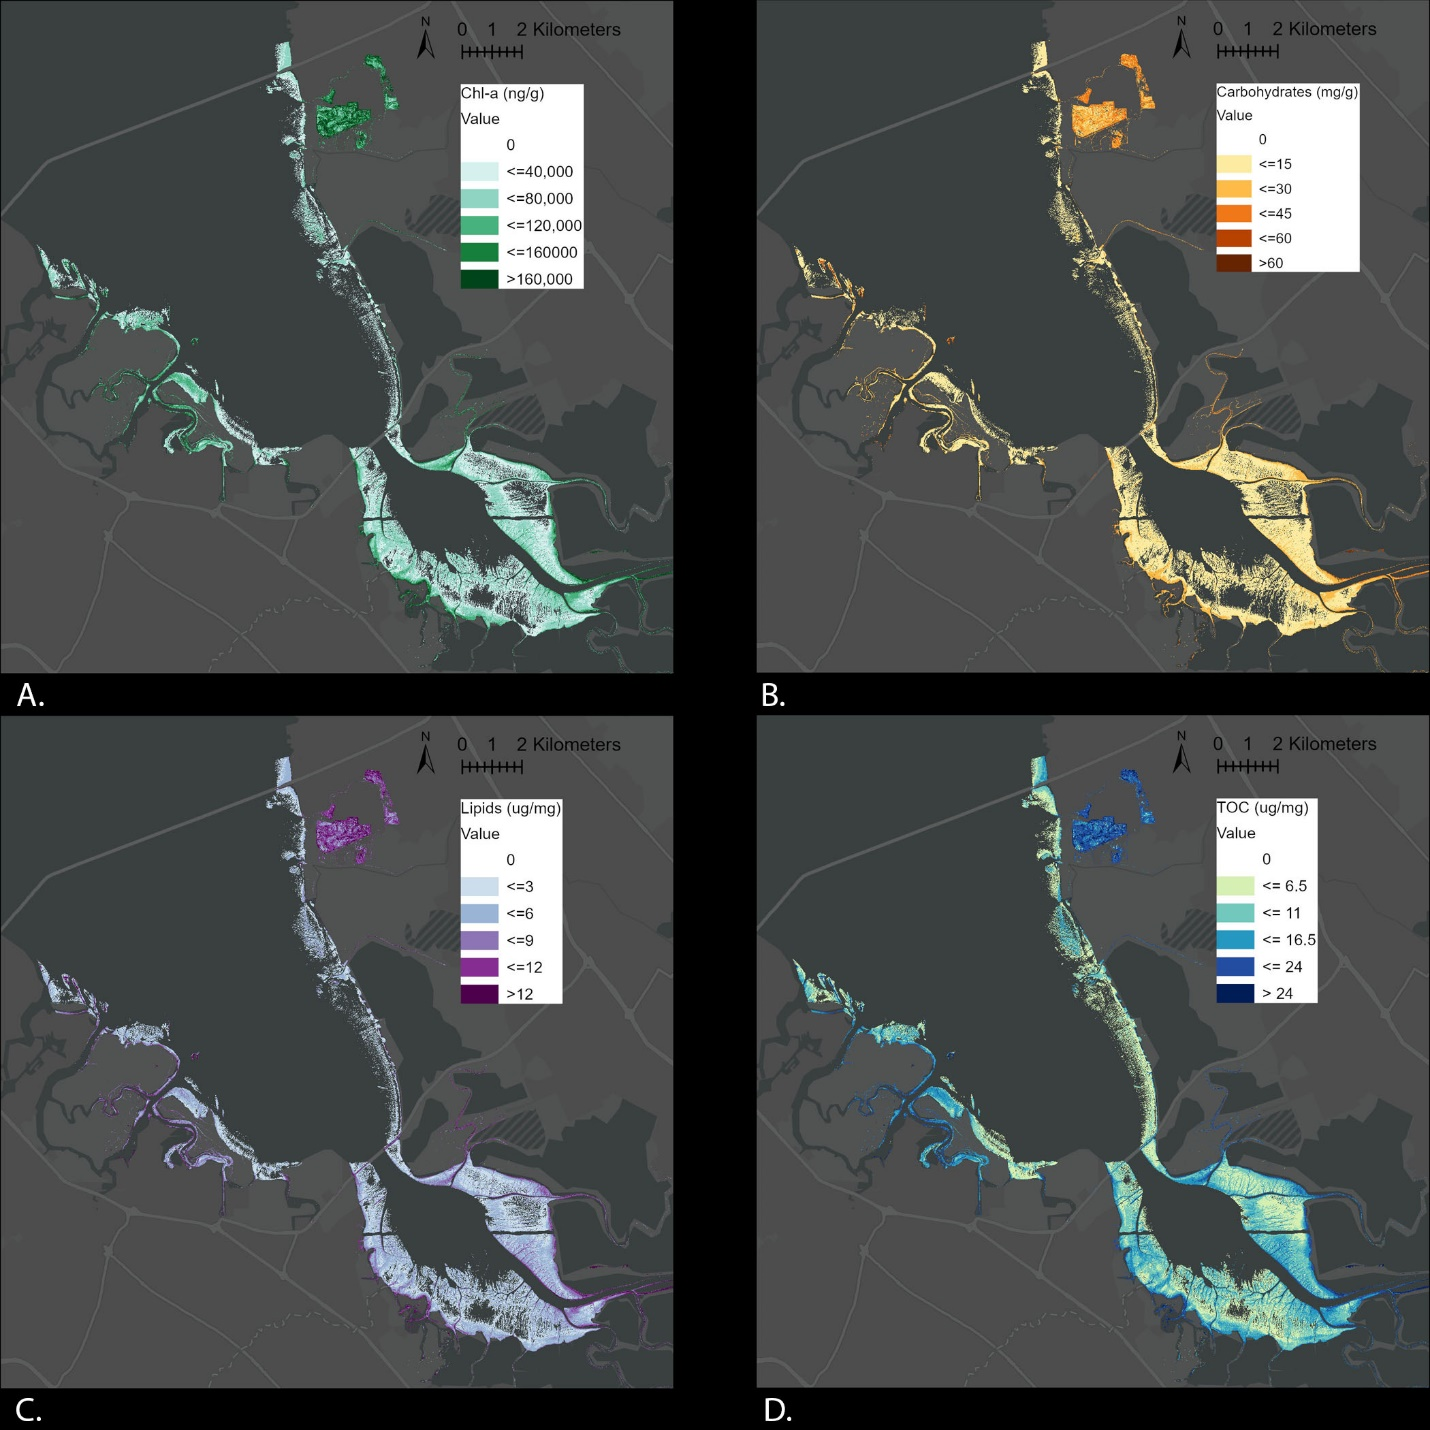 N
0 1 2 Kilometers
Chl-a (ng/g)
Value
0
<=40,000
<=80,000
<=120,000
<=160000
>160,000
A.
N
0 1 2 Kilometers
Carbohydrates (mg/g)
Value
0
<=15
<=30
<=45
<=60
>60
B.
N
0 1 2 Kilometers
Lipids (ug/mg)
Value
0
<=3
<=6
<=9
<=12
>12
C.
N
0 1 2 Kilometers
TOC (ug/mg)
Value
0
<= 6.5
<= 11
<= 16.5
<= 24
> 24
D.